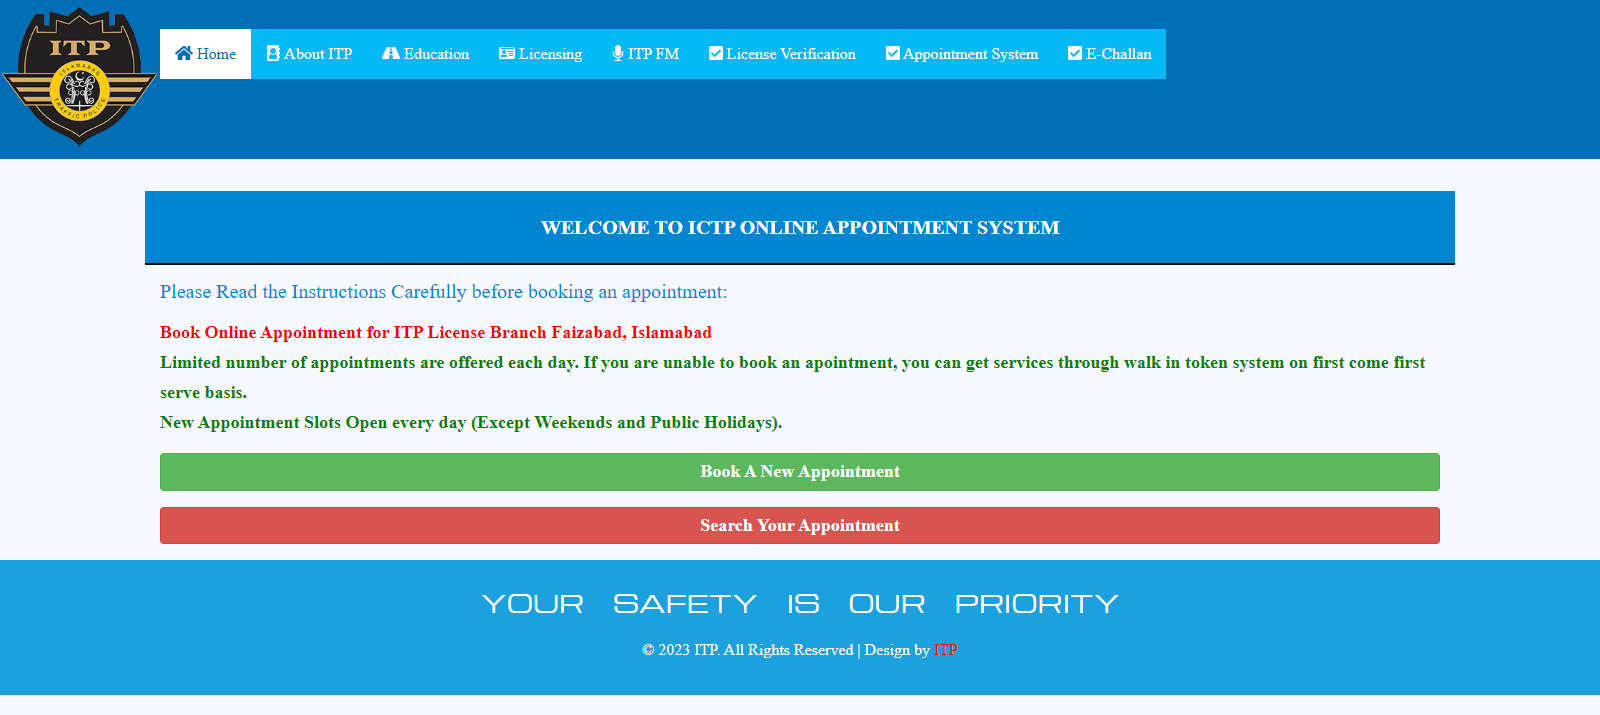 ITP
ISLAMABAD
TRAFFIC POLICE
Home
About ITP
Education
Licensing
ITP FM
License Verification
Appointment System
E-Challan
WELCOME TO ICTP ONLINE APPOINTMENT SYSTEM
Please Read the Instructions Carefully before booking an appointment:
Book Online Appointment for ITP License Branch Faizabad, Islamabad
Limited number of appointments are offered each day. If you are unable to book an apointment, you can get services through walk in token system on first come first
serve basis.
New Appointment Slots Open every day (Except Weekends and Public Holidays).
Book A New Appointment
Search Your Appointment
YOUR SAFETY IS OUR PRIORITY
© 2023 ITP. All Rights Reserved | Design by ITP